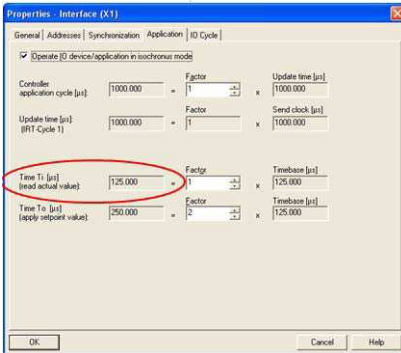 Properties - Interface (X1)
General Addresses Synchronization Application IO Cycle
Operate IO device/application in isochronus mode
Controller
application cycle [µs]: 1000.000 = Factor 1 x Update time [µs] 1000.000
Update time [µs]:
(IRT-Cycle 1) 1000.000 = Factor 1 x Send clock [µs] 1000.000
Time Ti [µs]
(read actual value): 125.000 = Factor 1 x Timebase [µs] 125.000
Time To [µs]
(apply setpoint value): 250.000 = Factor 2 x Timebase [µs] 125.000
OK Cancel Help